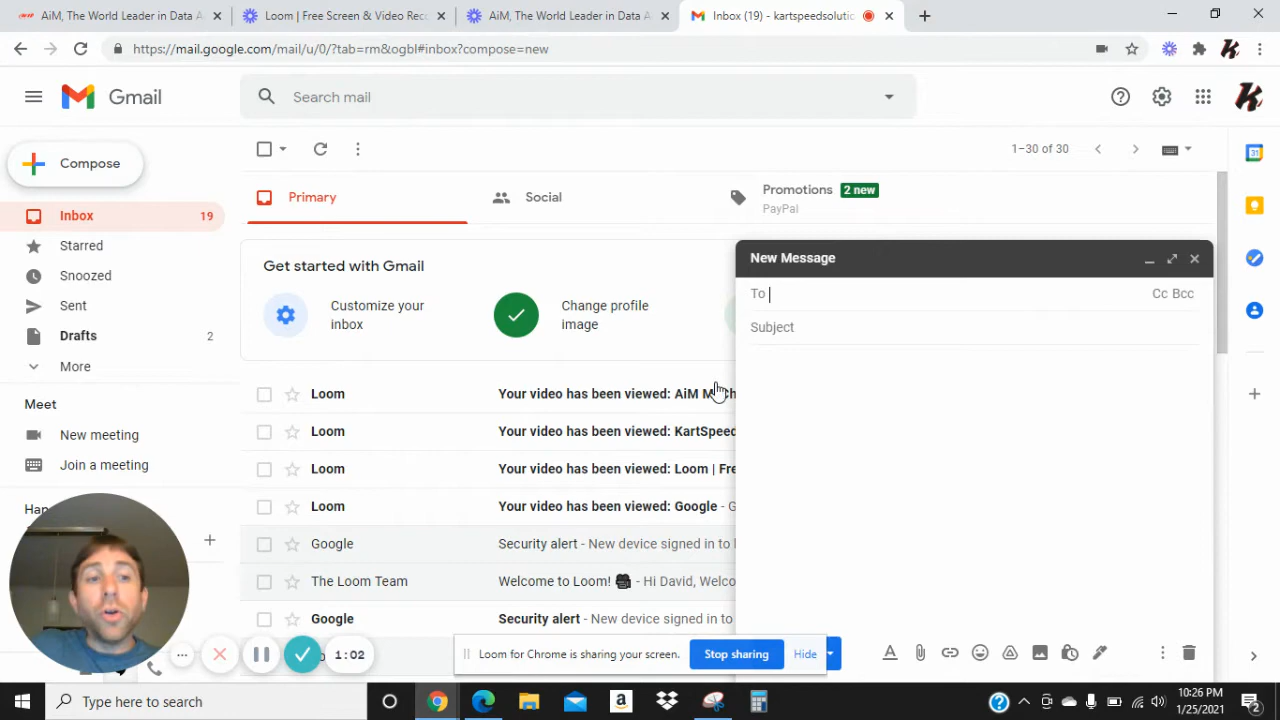 AiM, The World Leader in Data A
Loom | Free Screen & Video Reco
AiM, The World Leader in Data A
Inbox (19) - kartspeedsolutio
https://mail.google.com/mail/u/0/?tab=rm&ogbl#inbox?compose=new
Gmail
Search mail
Compose
1–30 of 30
Inbox 19
Starred
Snoozed
Sent
Drafts 2
More
Meet
New meeting
Join a meeting
Han
Primary
Social
Promotions 2 new
PayPal
Get started with Gmail
Customize your
inbox
Change profile
image
Loom Your video has been viewed: AiM M
Loom Your video has been viewed: KartSpeed
Loom Your video has been viewed: Loom | Fre
Loom Your video has been viewed: Google - G
Google Security alert - New device signed in to
The Loom Team Welcome to Loom! - Hi David, Welco
Google Security alert - New device signed in to
New Message
To Cc Bcc
Subject
1:02
Loom for Chrome is sharing your screen. Stop sharing Hide
Type here to search
10:26 PM
1/25/2021
2